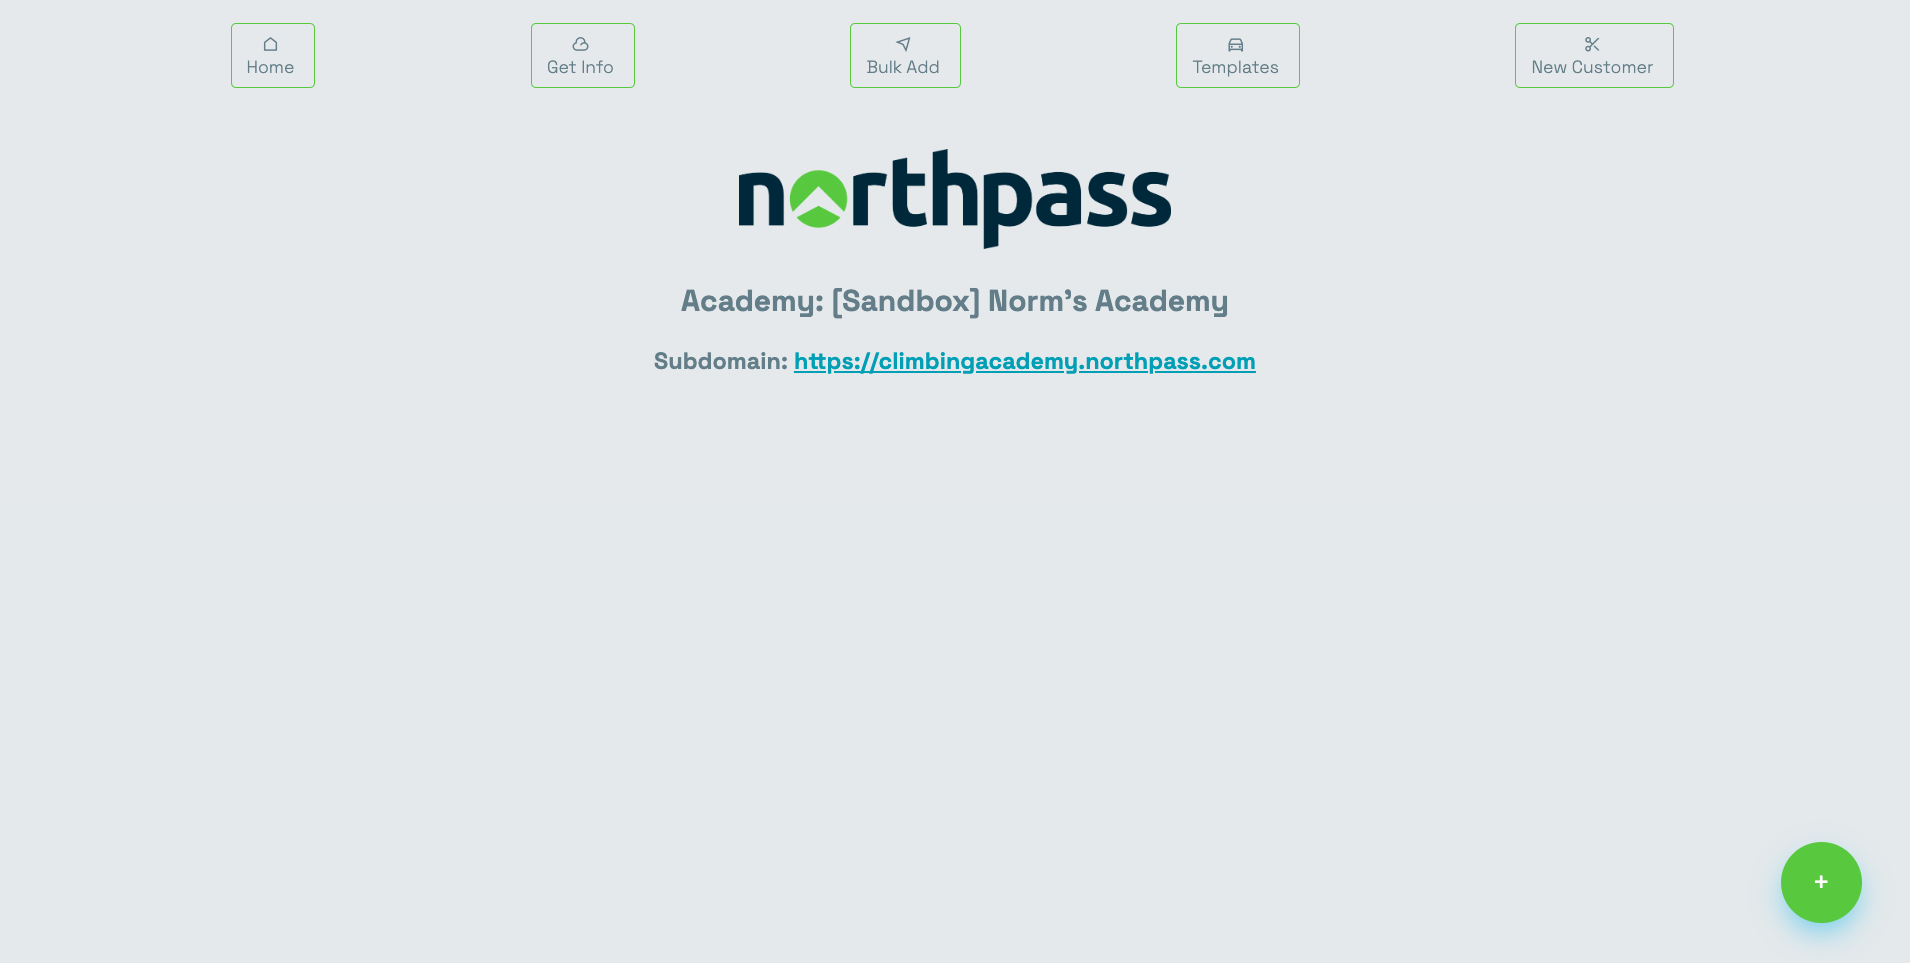 Home
Get Info
Bulk Add
Templates
New Customer
northpass
Academy: [Sandbox] Norm's Academy
Subdomain: https://climbingacademy.northpass.com
+